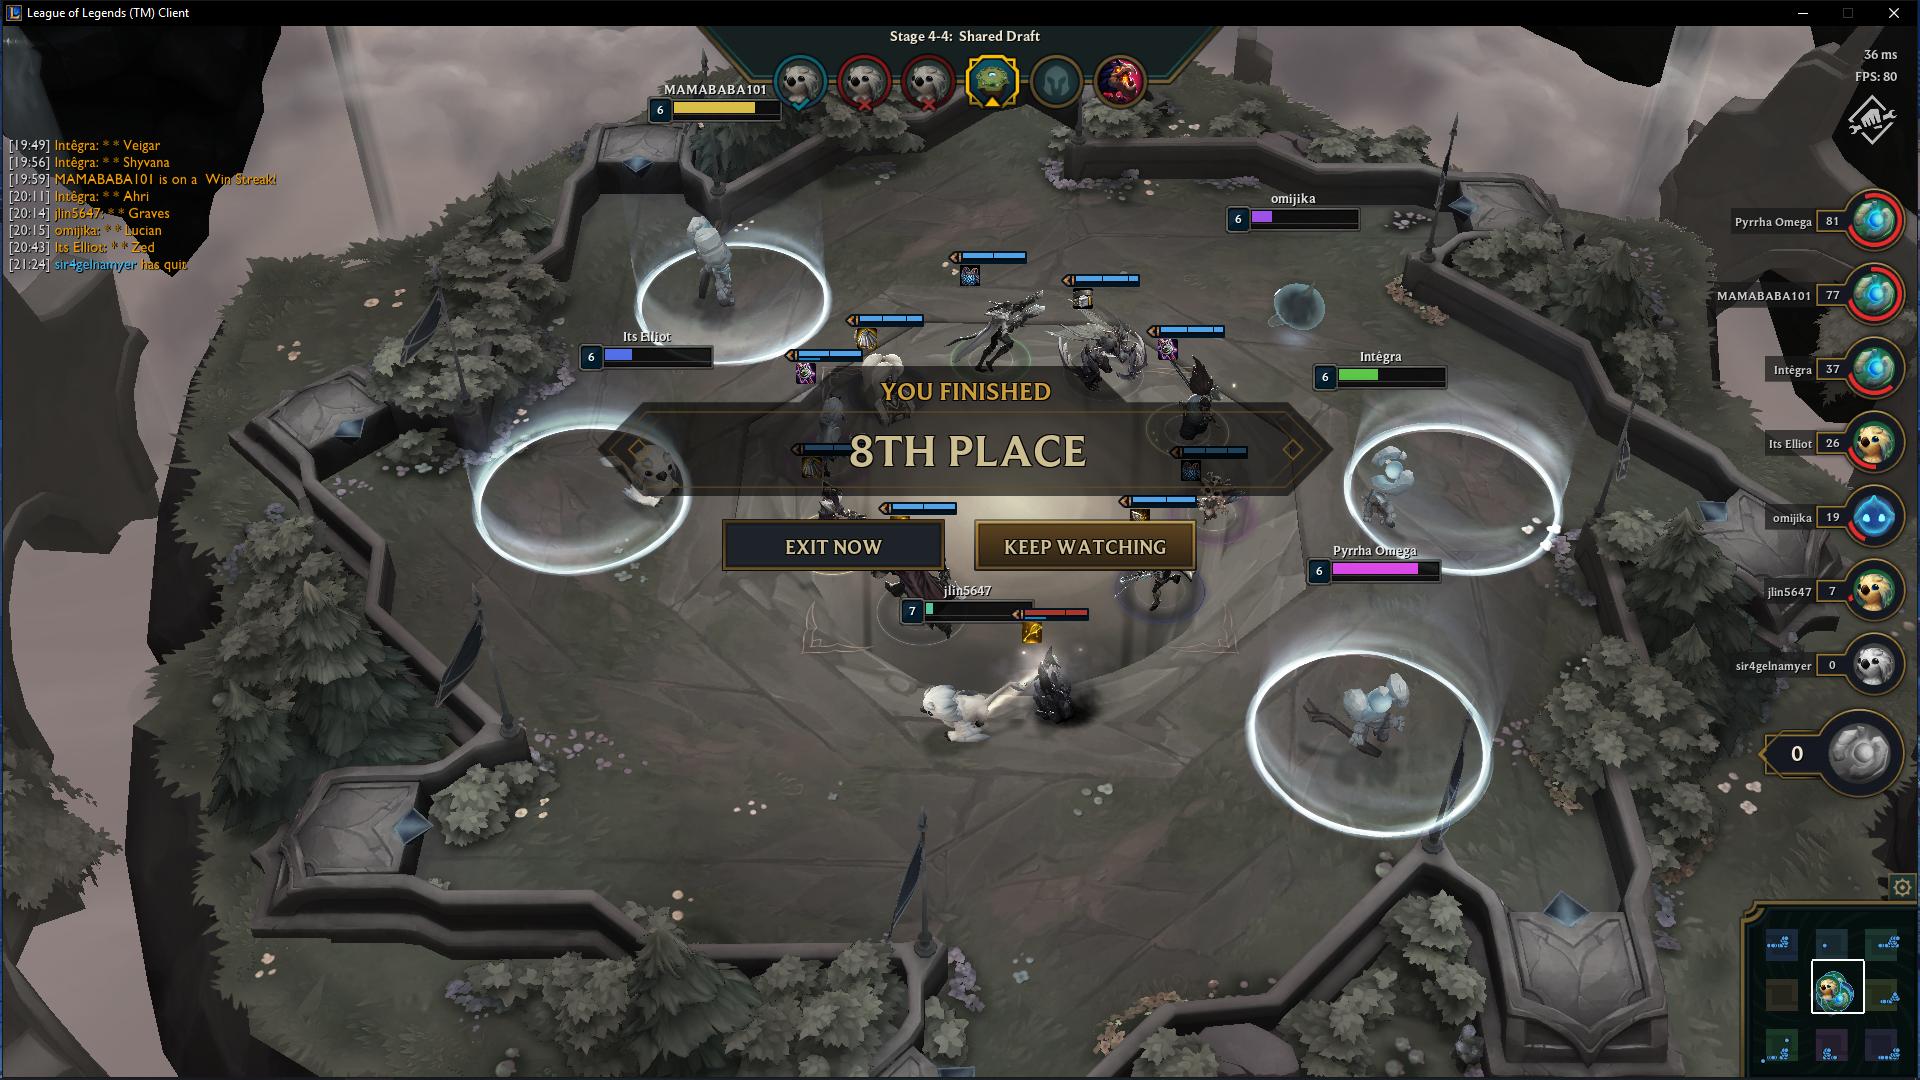 League of Legends (TM) Client
Stage 4-4: Shared Draft
36 ms
FPS: 80
MAMABABA101
6
[19:49] Intêgra: * * Veigar
[19:56] Intêgra: * * Shyvana
[19:59] MAMABABA101 is on a Win Streak!
[20:11] Intêgra: * * Ahri
[20:14] jlin5647: * * Graves
[20:15] omijika: * * Lucian
[20:43] Its Elliot: * * Zed
[21:24] sir4gelnamyer has quit
omijika
6
Pyrrha Omega 81
MAMABABA101 77
Its Elliot
6
Intêgra
6
Intêgra 37
YOU FINISHED
8TH PLACE
Its Elliot 26
omijika 19
EXIT NOW
KEEP WATCHING
Pyrrha Omega
6
jlin5647
7
jlin5647 7
sir4gelnamyer 0
0